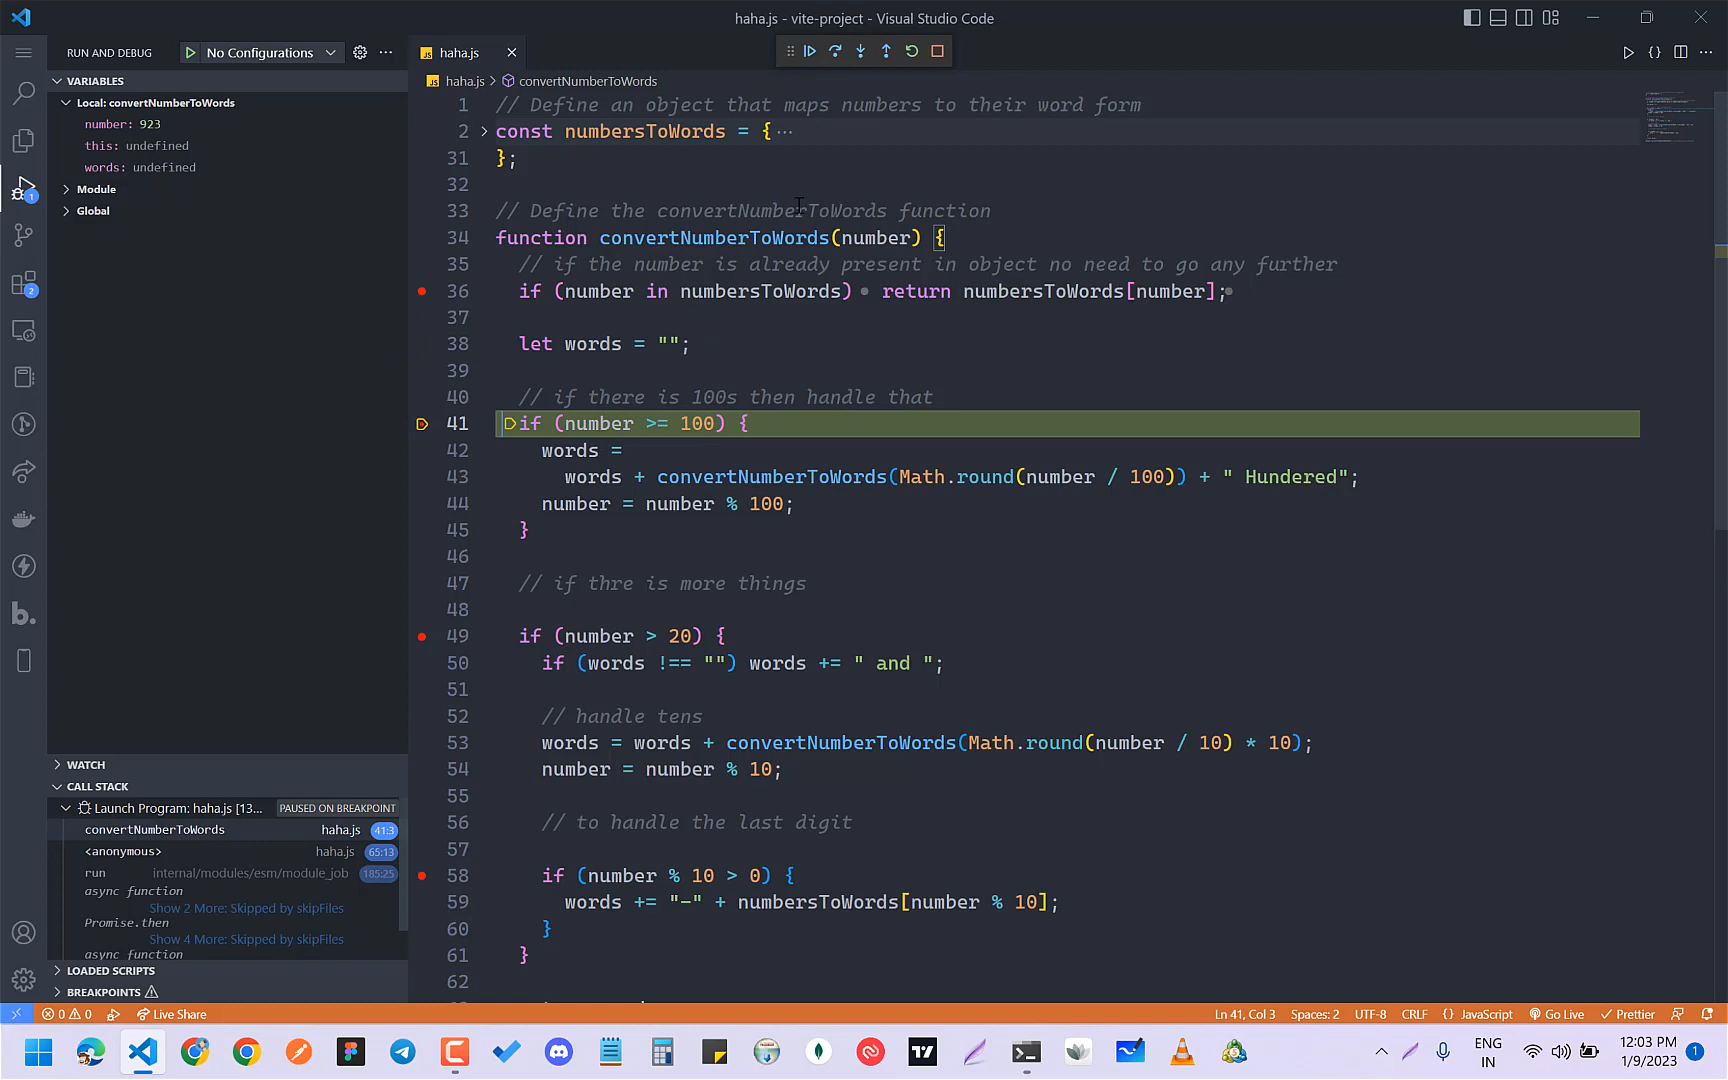 haha.js - vite-project - Visual Studio Code
RUN AND DEBUG
No Configurations
haha.js
VARIABLES
Local: convertNumberToWords
number: 923
this: undefined
words: undefined
Module
Global
haha.js > convertNumberToWords
1 // Define an object that maps numbers to their word form
2 const numbersToWords = { ···
31 };
32
33 // Define the convertNumberToWords function
34 function convertNumberToWords(number) {
35 // if the number is already present in object no need to go any further
36 if (number in numbersToWords) return numbersToWords[number];
37
38 let words = "";
39
40 // if there is 100s then handle that
41 if (number >= 100) {
42 words =
43 words + convertNumberToWords(Math.round(number / 100)) + " Hundered";
44 number = number % 100;
45 }
46
47 // if thre is more things
48
49 if (number > 20) {
50 if (words !== "") words += " and ";
51
52 // handle tens
53 words = words + convertNumberToWords(Math.round(number / 10) * 10);
54 number = number % 10;
55
56 // to handle the last digit
57
58 if (number % 10 > 0) {
59 words += "-" + numbersToWords[number % 10];
60 }
61 }
62
WATCH
CALL STACK
Launch Program: haha.js [13... PAUSED ON BREAKPOINT
convertNumberToWords haha.js 41:3
<anonymous> haha.js 65:13
run internal/modules/esm/module_job 185:25
async function
Show 2 More: Skipped by skipFiles
Promise.then
Show 4 More: Skipped by skipFiles
async function
LOADED SCRIPTS
BREAKPOINTS
1
2
b.
0 0 Live Share
Ln 41, Col 3 Spaces: 2 UTF-8 CRLF {} JavaScript Go Live Prettier
ENG
IN
12:03 PM
1/9/2023
1